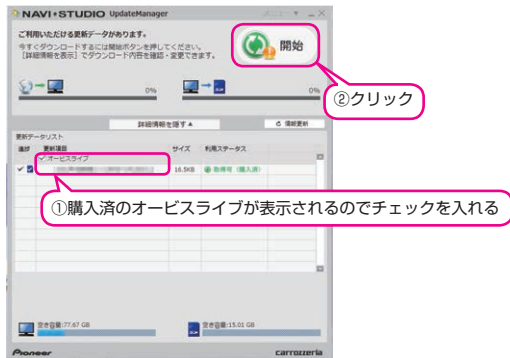 NAVI*STUDIO UpdateManager
メニュー
ご利用いただける更新データがあります。
今すぐダウンロードするには開始ボタンを押してください。
[詳細情報を表示] でダウンロード内容を確認・変更できます。
開始
0%
0%
②クリック
詳細情報を隠す▲
情報更新
更新データリスト
選択 更新項目 サイズ 利用ステータス
オービスライブ
16.5KB 取得可 (購入済)
①購入済のオービスライブが表示されるのでチェックを入れる
空き容量:77.67 GB
空き容量:15.01 GB
Pioneer
carrozzeria